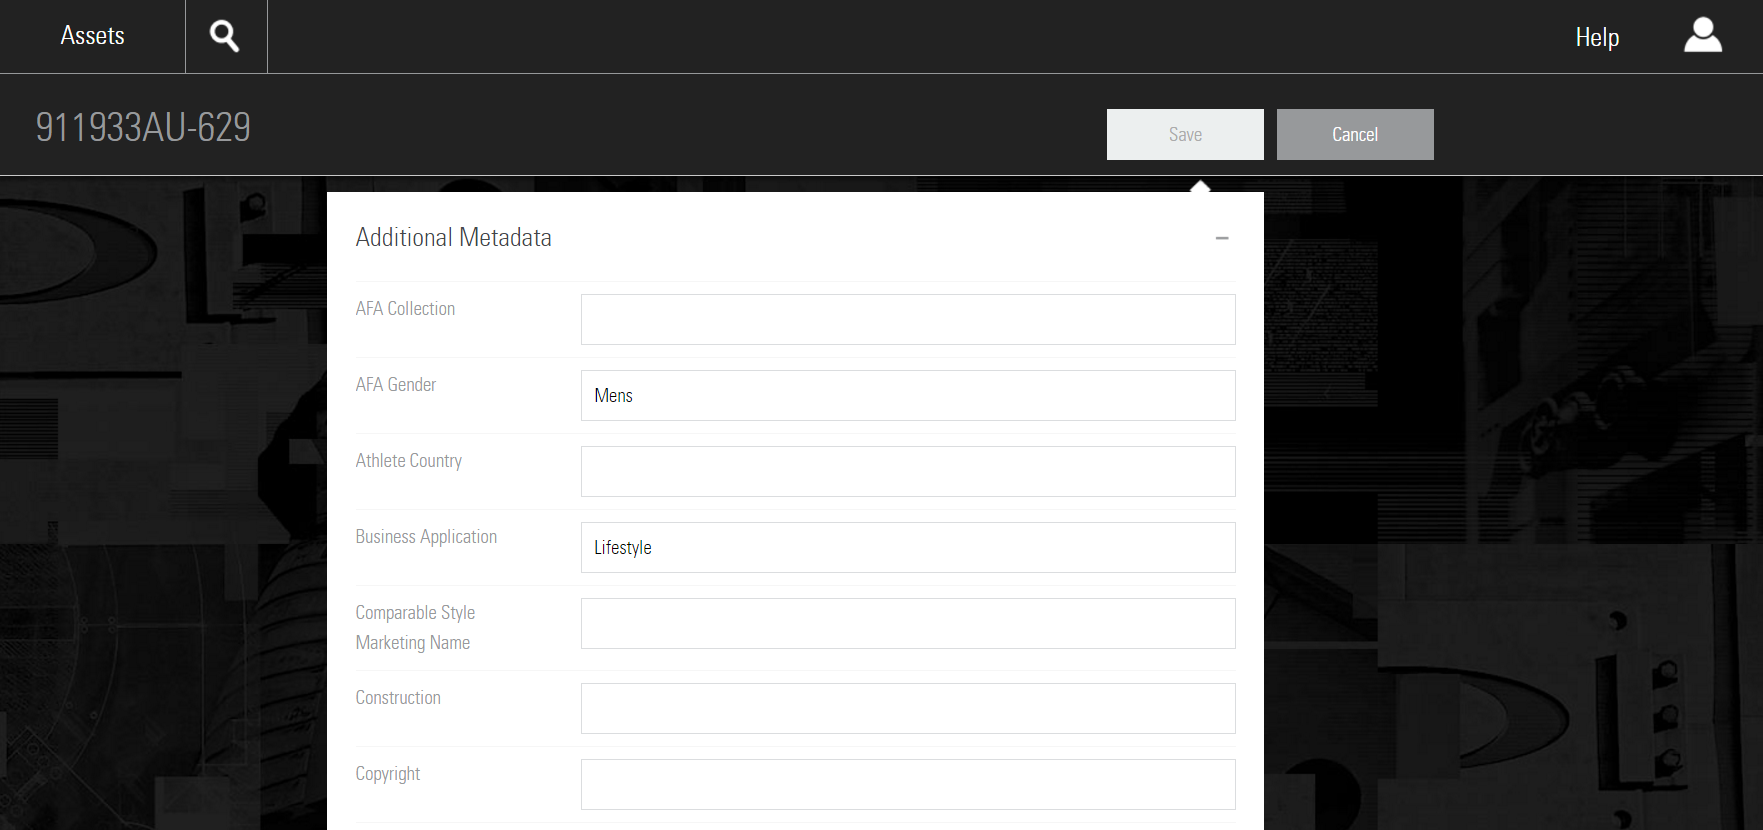 Assets
Help
911933AU-629
Save
Cancel
Additional Metadata
AFA Collection
AFA Gender
Mens
Athlete Country
Business Application
Lifestyle
Comparable Style
Marketing Name
Construction
Copyright